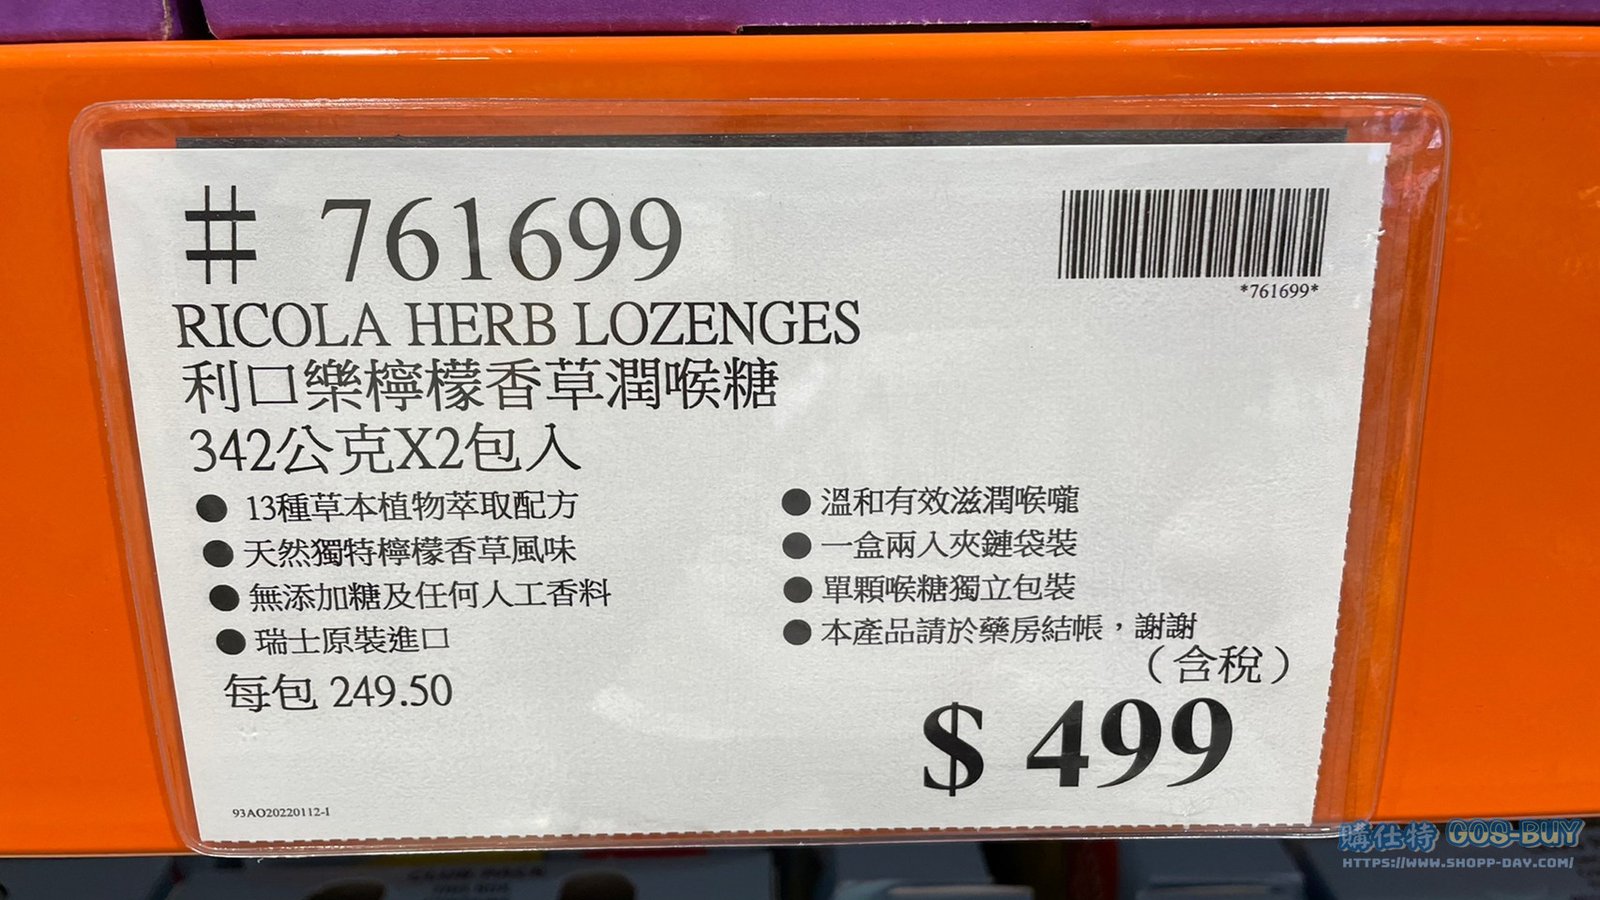 # 761699
*761699*
RICOLA HERB LOZENGES
利口樂檸檬香草潤喉糖
342公克X2包入
● 13種草本植物萃取配方
● 天然獨特檸檬香草風味
● 無添加糖及任何人工香料
● 瑞士原裝進口
每包 249.50
● 溫和有效滋潤喉嚨
● 一盒兩入夾鏈袋裝
● 單顆喉糖獨立包裝
● 本產品請於藥房結帳，謝謝
（含稅）
$ 499
93AO20220112-I
購仕特 GOS-BUY
HTTPS://WWW.SHOPP-DAY.COM/